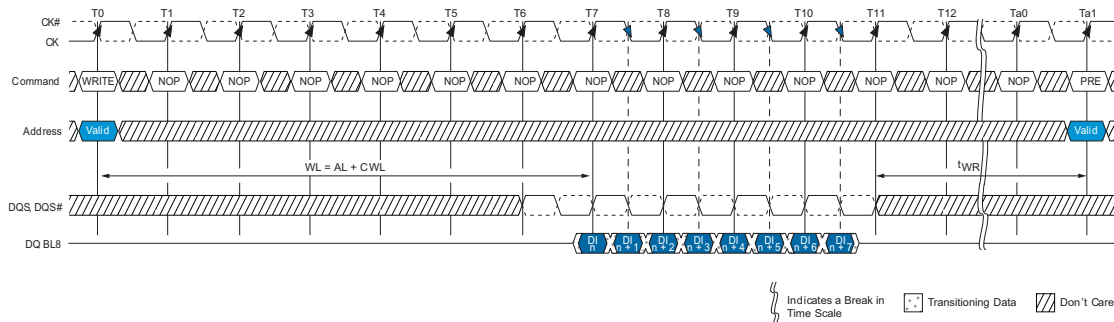 T0 T1 T2 T3 T4 T5 T6 T7 T8 T9 T10 T11 T12 Ta0 Ta1
CK#
CK
Command WRITE NOP NOP NOP NOP NOP NOP NOP NOP NOP NOP NOP NOP NOP PRE
Address Valid Valid
WL = AL + CWL tWR
DQS, DQS#
DQ BL8 DI n DI n + 1 DI n + 2 DI n + 3 DI n + 4 DI n + 5 DI n + 6 DI n + 7
Indicates a Break in
Time Scale
Transitioning Data
Don't Care